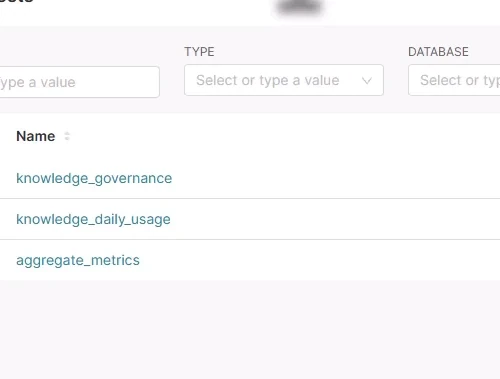 TYPE
DATABASE
ype a value
Select or type a value
Select or typ
Name
knowledge_governance
knowledge_daily_usage
aggregate_metrics